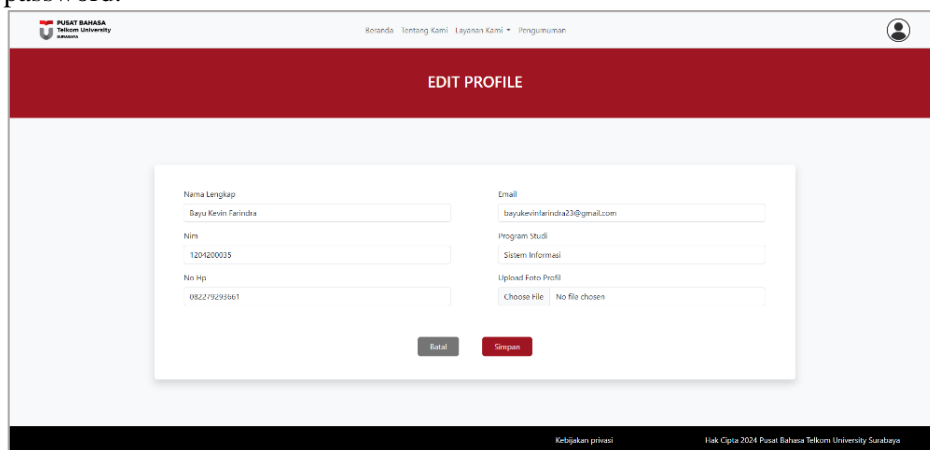 password.
PUSAT BAHASA
Telkom University
SURABAYA
Beranda Tentang Kami Layanan Kami Pengumuman
EDIT PROFILE
Nama Lengkap
Bayu Kevin Farindra
Email
bayukevinfarindra23@gmail.com
Nim
1204200035
Program Studi
Sistem Informasi
No Hp
082279293661
Upload Foto Profil
Choose File No file chosen
Batal
Simpan
Kebijakan privasi
Hak Cipta 2024 Pusat Bahasa Telkom University Surabaya